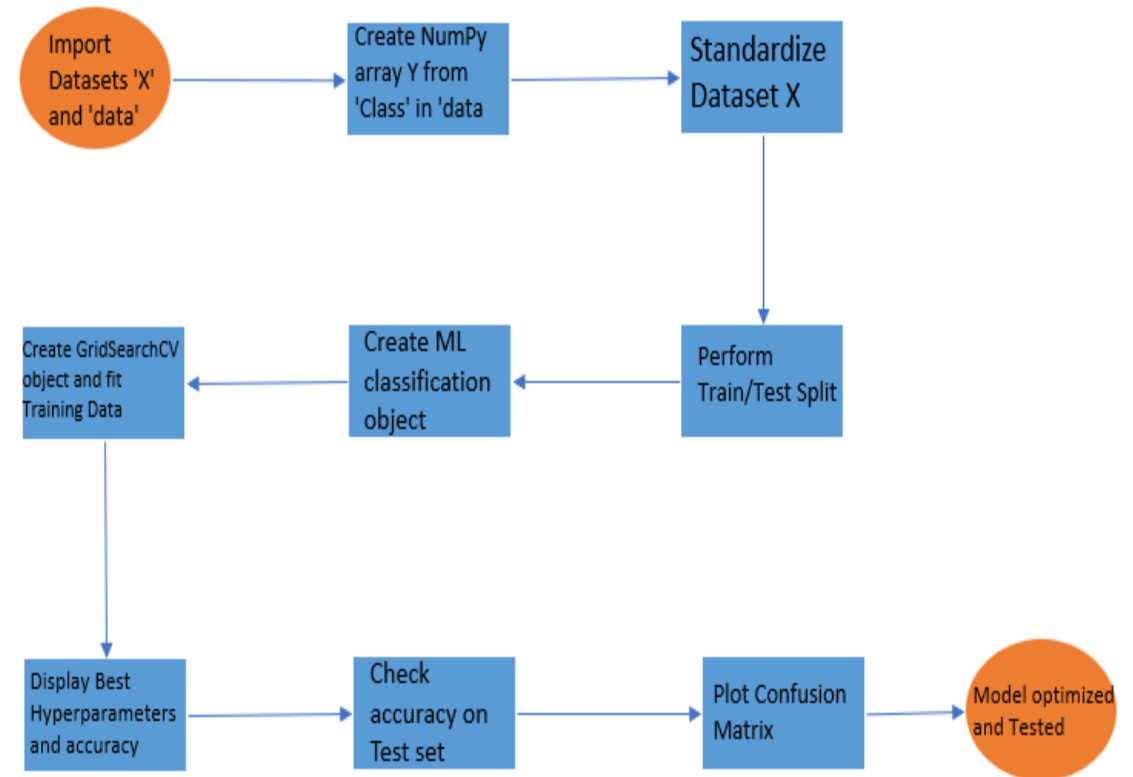 Import
Datasets 'X'
and 'data'
Create NumPy
array Y from
'Class' in 'data
Standardize
Dataset X
Perform
Train/Test Split
Create ML
classification
object
Create GridSearchCV
object and fit
Training Data
Display Best
Hyperparameters
and accuracy
Check
accuracy on
Test set
Plot Confusion
Matrix
Model optimized
and Tested